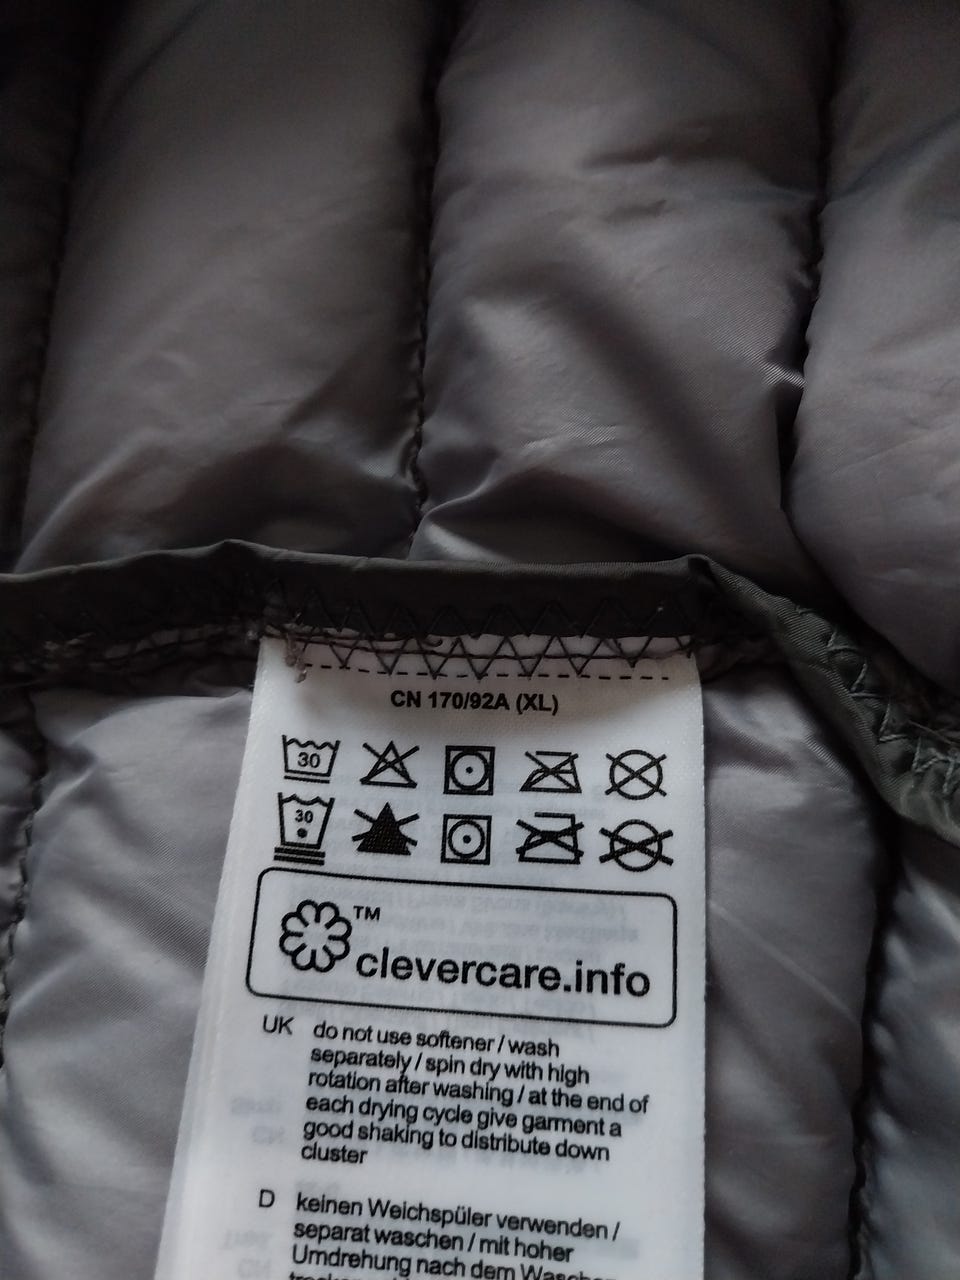 CN 170/92A (XL)
30
30
TM
clevercare.info
UK do not use softener / wash
separately / spin dry with high
rotation after washing / at the end of
each drying cycle give garment a
good shaking to distribute down
cluster
D keinen Weichspüler verwenden /
separat waschen / mit hoher
Umdrehung nach dem